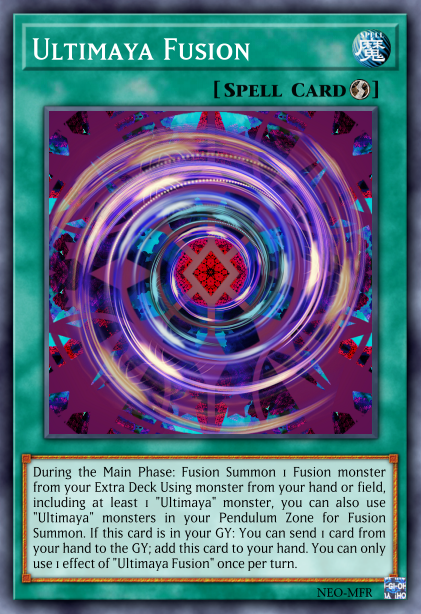 Ultimaya Fusion
SPELL
魔
[Spell Card]
During the Main Phase: Fusion Summon 1 Fusion monster
from your Extra Deck Using monster from your hand or field,
including at least 1 "Ultimaya" monster, you can also use
"Ultimaya" monsters in your Pendulum Zone for Fusion
Summon. If this card is in your GY: You can send 1 card from
your hand to the GY; add this card to your hand. You can only
use 1 effect of "Ultimaya Fusion" once per turn.
NEO-MFR